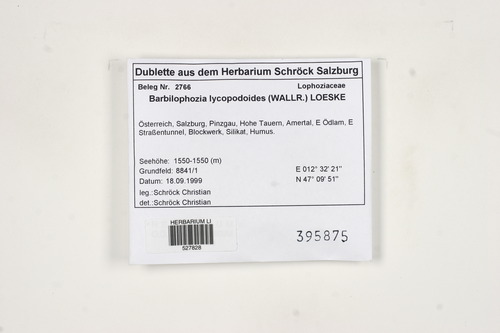 Dublette aus dem Herbarium Schröck Salzburg
Beleg Nr. 2766 Lophoziaceae
Barbilophozia lycopodoides (WALLR.) LOESKE
Österreich, Salzburg, Pinzgau, Hohe Tauern, Amertal, E Ödlam, E
Straßentunnel, Blockwerk, Silikat, Humus.
Seehöhe: 1550-1550 (m) E 012° 32' 21"
Grundfeld: 8841/1 N 47° 09' 51"
Datum: 18.09.1999
leg.:Schröck Christian
det.:Schröck Christian
HERBARIUM LI
527828
395875